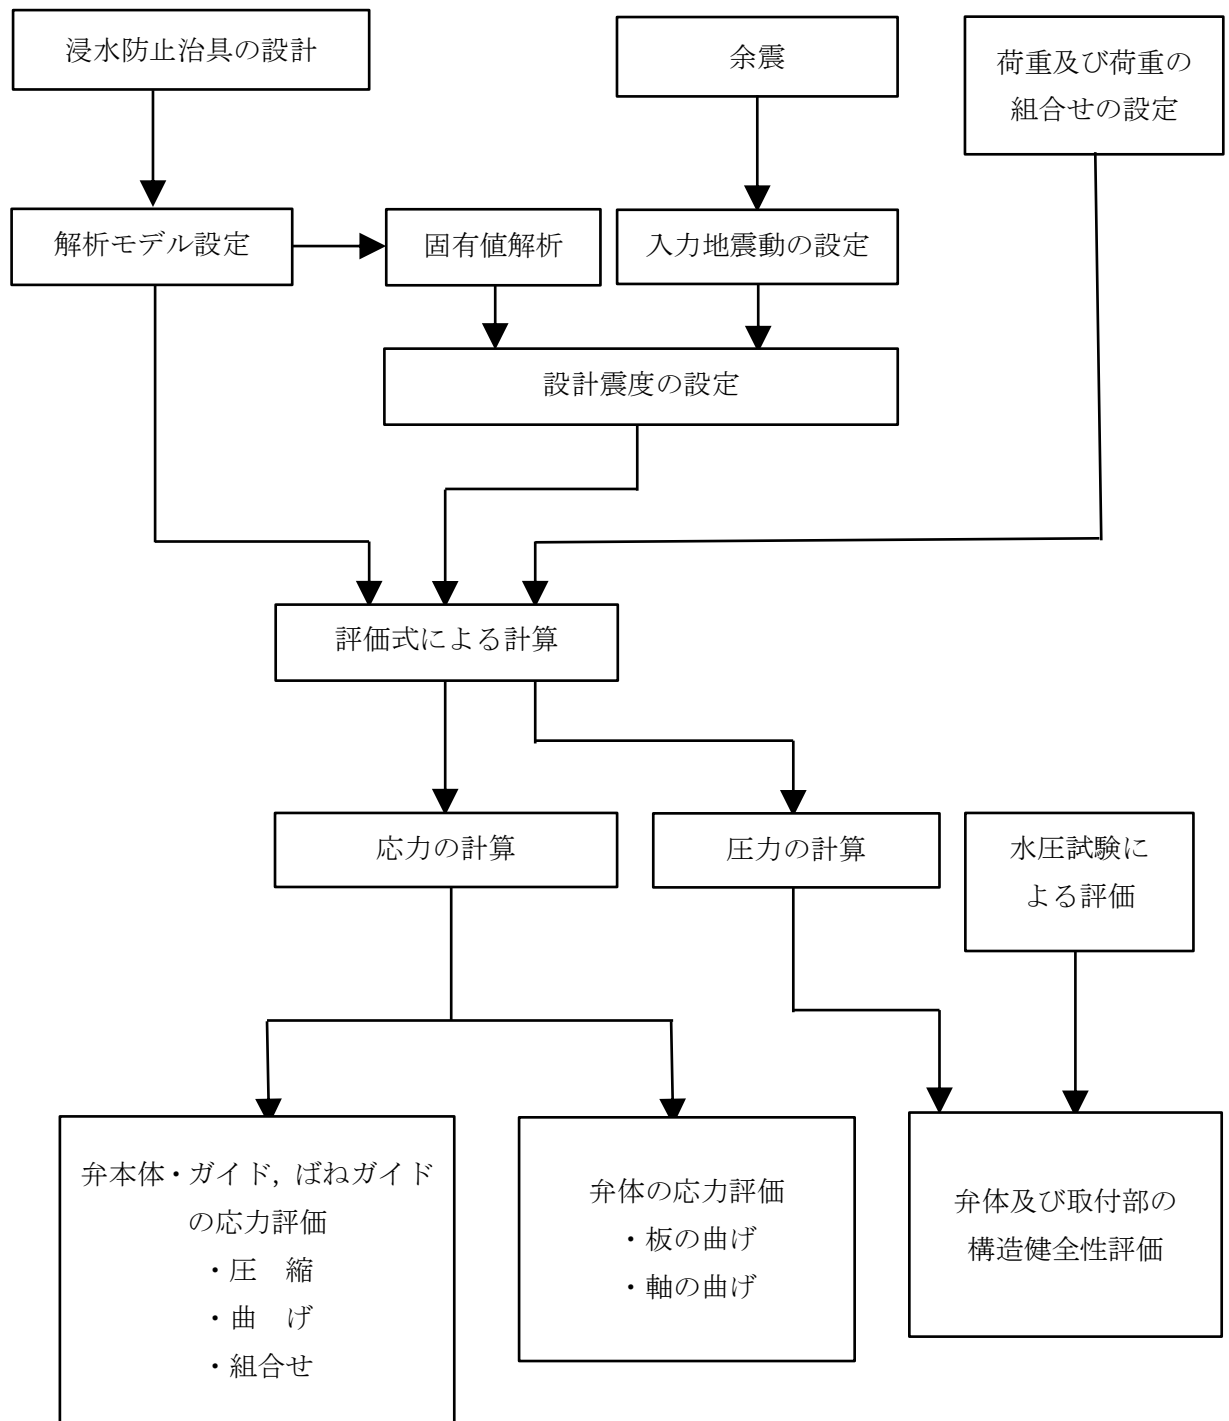 浸水防止治具の設計
余震
荷重及び荷重の
組合せの設定
解析モデル設定
固有値解析
入力地震動の設定
設計震度の設定
評価式による計算
応力の計算
圧力の計算
水圧試験に
よる評価
弁本体・ガイド, ばねガイド
の応力評価
・圧　縮
・曲　げ
・組合せ
弁体の応力評価
・板の曲げ
・軸の曲げ
弁体及び取付部の
構造健全性評価